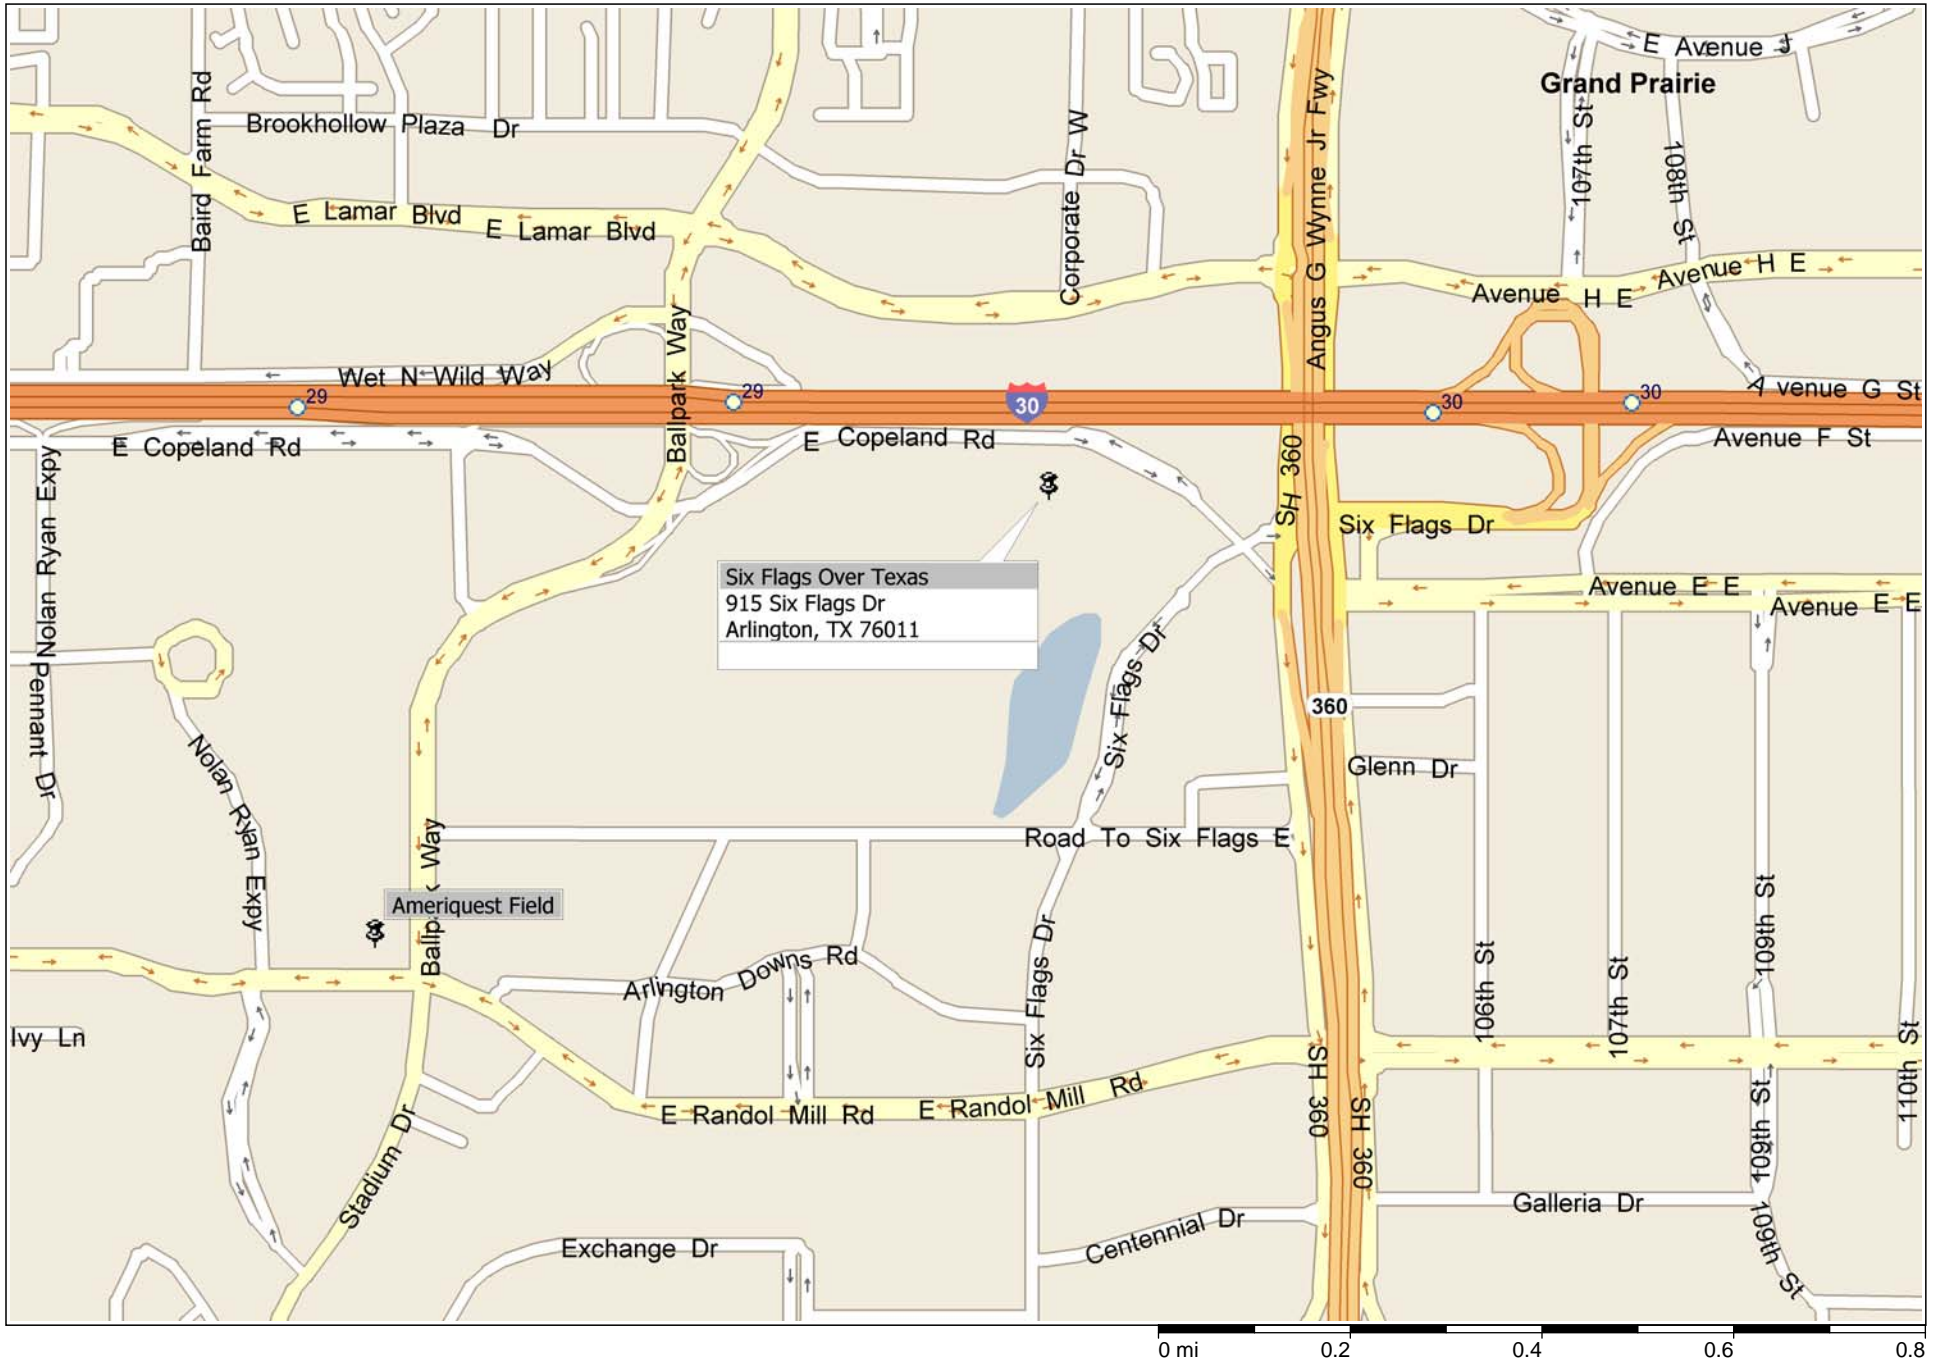 E Avenue J
Grand Prairie
Baird Farm Rd
Brookhollow Plaza Dr
Corporate Dr W
Angus G Wynne Jr Fwy
107th St
108th St
E Lamar Blvd
E Lamar Blvd
Avenue H E
Avenue H E
Ballpark Way
Wet N Wild Way
29
29
30
30
30
Avenue G St
E Copeland Rd
E Copeland Rd
Avenue F St
Nolan Ryan Expy
Nolan Ryan Expy
SH 360
Six Flags Dr
Six Flags Over Texas
915 Six Flags Dr
Arlington, TX 76011
Avenue E E
Avenue E E
Pennant Dr
Six Flags Dr
360
Glenn Dr
Nolan Ryan Expy
Road To Six Flags E
Ballpark Way
Ameriquest Field
Arlington Downs Rd
Six Flags Dr
106th St
107th St
109th St
110th St
Ivy Ln
E Randol Mill Rd
E Randol Mill Rd
SH 360
SH 360
109th St
Stadium Dr
Galleria Dr
109th St
Exchange Dr
Centennial Dr
0 mi 0.2 0.4 0.6 0.8